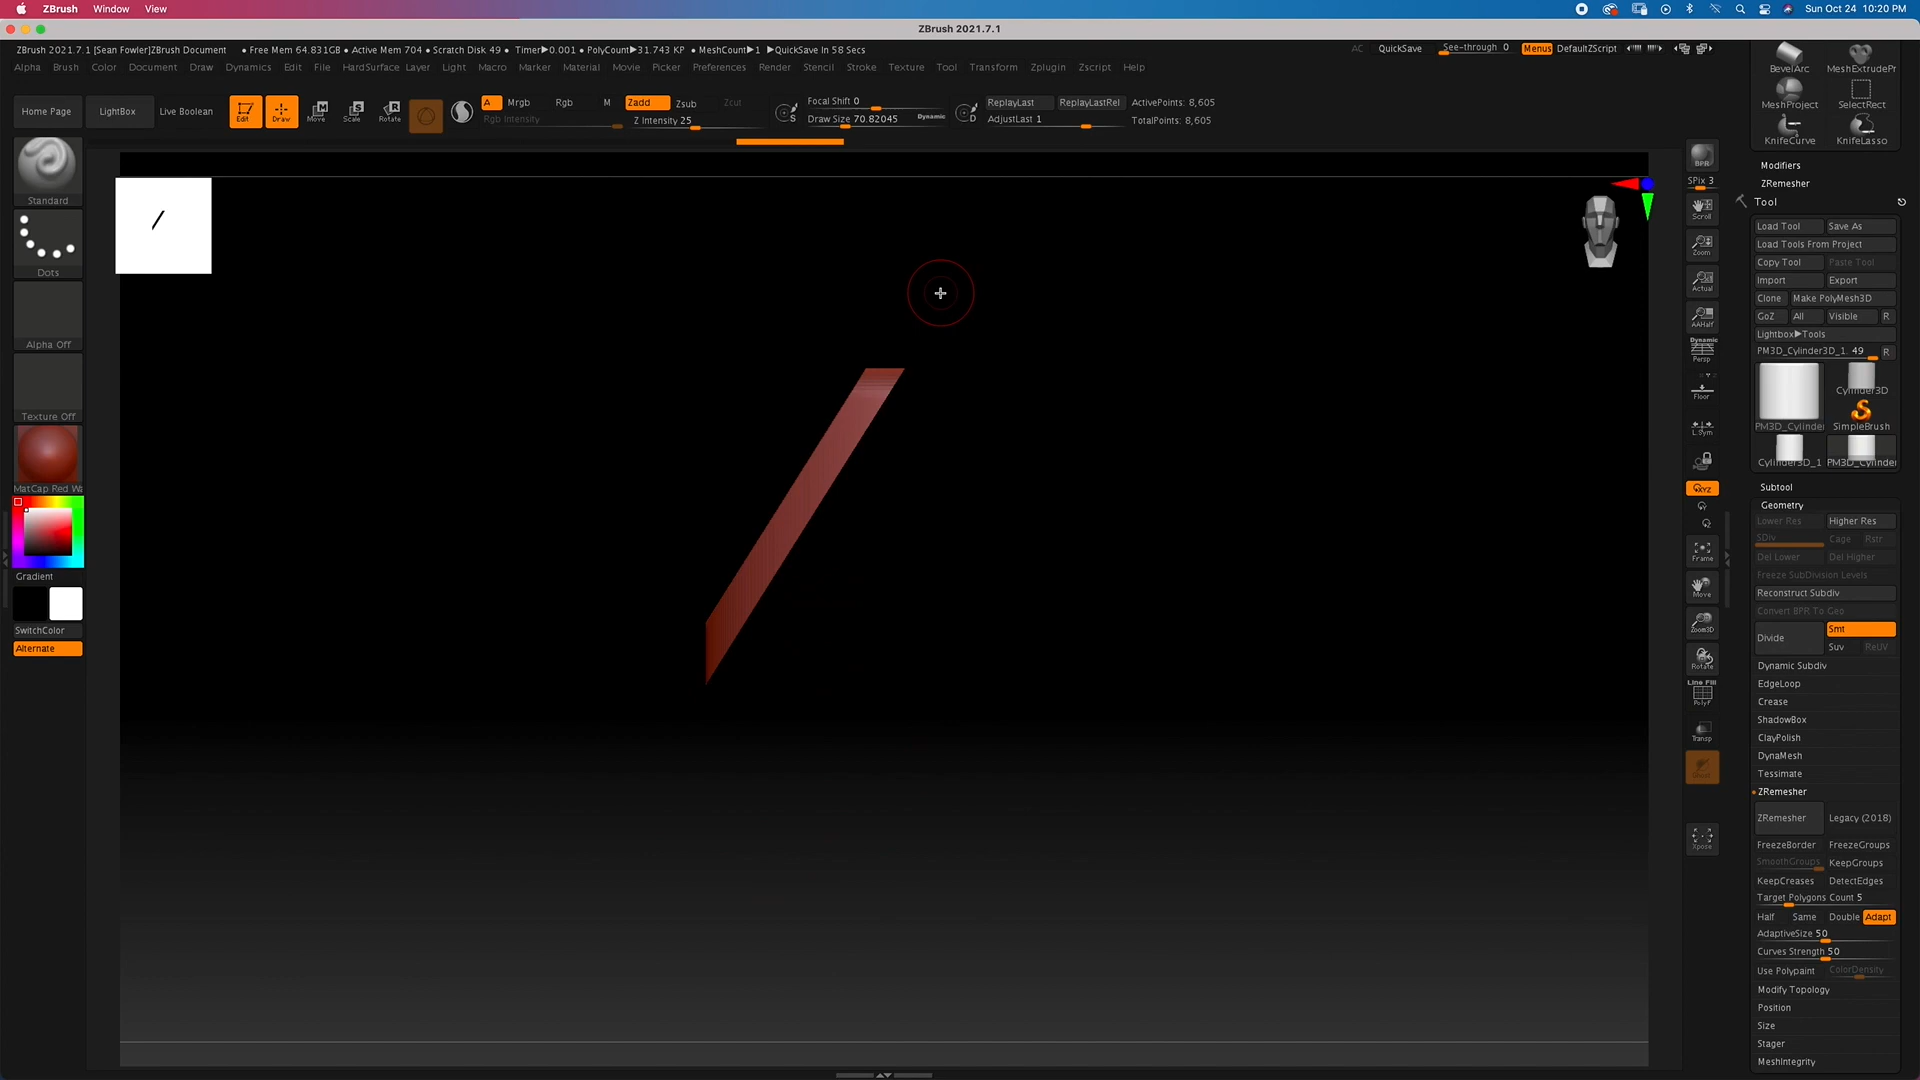 ZBrush Window View Sun Oct 24 10:20 PM
ZBrush 2021.7.1
ZBrush 2021.7.1 [Sean Fowler]ZBrush Document • Free Mem 64.831GB • Active Mem 704 • Scratch Disk 49 • Timer▶0.001 • PolyCount▶31.743 KP • MeshCount▶1 ▶QuickSave In 58 Secs AC QuickSave See-through 0 Menus DefaultZScript
Alpha Brush Color Document Draw Dynamics Edit File HardSurface Layer Light Macro Marker Material Movie Picker Preferences Render Stencil Stroke Texture Tool Transform Zplugin Zscript Help
Home Page LightBox Live Boolean Edit Draw Move Scale Rotate
A Mrgb Rgb M Zadd Zsub Zcut Focal Shift 0 ReplayLast ReplayLastRel ActivePoints: 8,605
Rgb Intensity Z Intensity 25 Draw Size 70.82045 Dynamic AdjustLast 1 TotalPoints: 8,605
S
D
Standard
Dots
Alpha Off
Texture Off
MatCap Red Wa
Gradient
SwitchColor
Alternate
BPR
SPix 3
Scroll
Zoom
Actual
AAHalf
Dynamic
Persp
Floor
L.Sym
XYZ
Frame
Move
Zoom3D
Rotate
Line Fill
PolyF
Transp
Xpose
BevelArc MeshExtrudePr
MeshProject SelectRect
KnifeCurve KnifeLasso
Modifiers
ZRemesher
Tool
Load Tool Save As
Load Tools From Project
Copy Tool Paste Tool
Import Export
Clone Make PolyMesh3D
GoZ All Visible R
Lightbox▶Tools
PM3D_Cylinder3D_1. 49 R
Cylinder3D
PM3D_Cylinder SimpleBrush
Cylinder3D_1 PM3D_Cylinder
Subtool
Geometry
Lower Res Higher Res
SDiv Cage Rstr
Del Lower Del Higher
Freeze SubDivision Levels
Reconstruct Subdiv
Convert BPR To Geo
Divide Smt
Suv ReUV
Dynamic Subdiv
EdgeLoop
Crease
ShadowBox
ClayPolish
DynaMesh
Tessimate
ZRemesher
ZRemesher Legacy (2018)
FreezeBorder FreezeGroups
SmoothGroups KeepGroups
KeepCreases DetectEdges
Target Polygons Count 5
Half Same Double Adapt
AdaptiveSize 50
Curves Strength 50
Use Polypaint ColorDensity
Modify Topology
Position
Size
Stager
MeshIntegrity